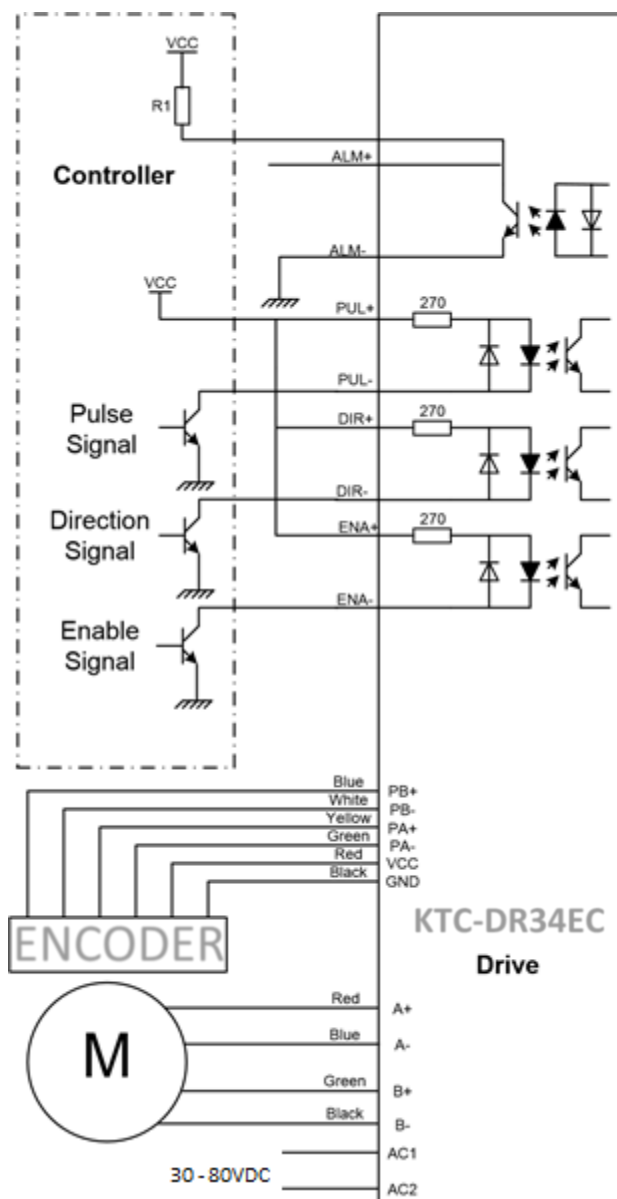 VCC
R1
ALM+
Controller
ALM-
VCC
PUL+
270
PUL-
Pulse
Signal
DIR+
270
DIR-
Direction
Signal
ENA+
270
ENA-
Enable
Signal
Blue
PB+
White
PB-
Yellow
PA+
Green
PA-
Red
VCC
Black
GND
ENCODER
KTC-DR34EC
Drive
Red
A+
M
Blue
A-
Green
B+
Black
B-
AC1
30 - 80VDC
AC2